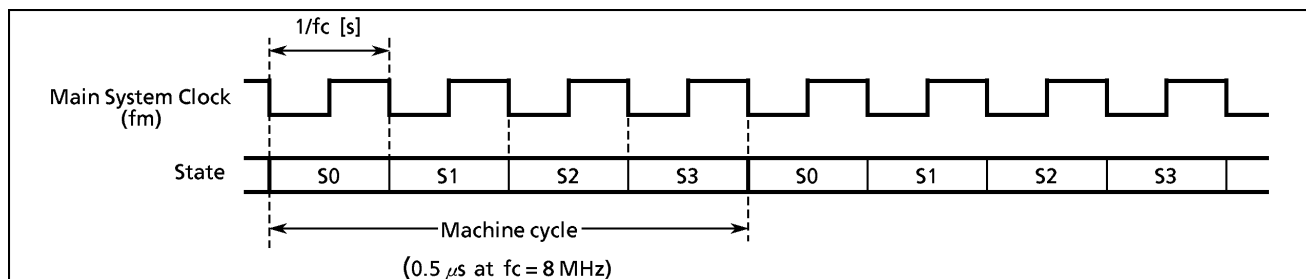 1/fc [s]
Main System Clock
(fm)
State
S0 S1 S2 S3 S0 S1 S2 S3
Machine cycle
(0.5 μs at fc = 8 MHz)